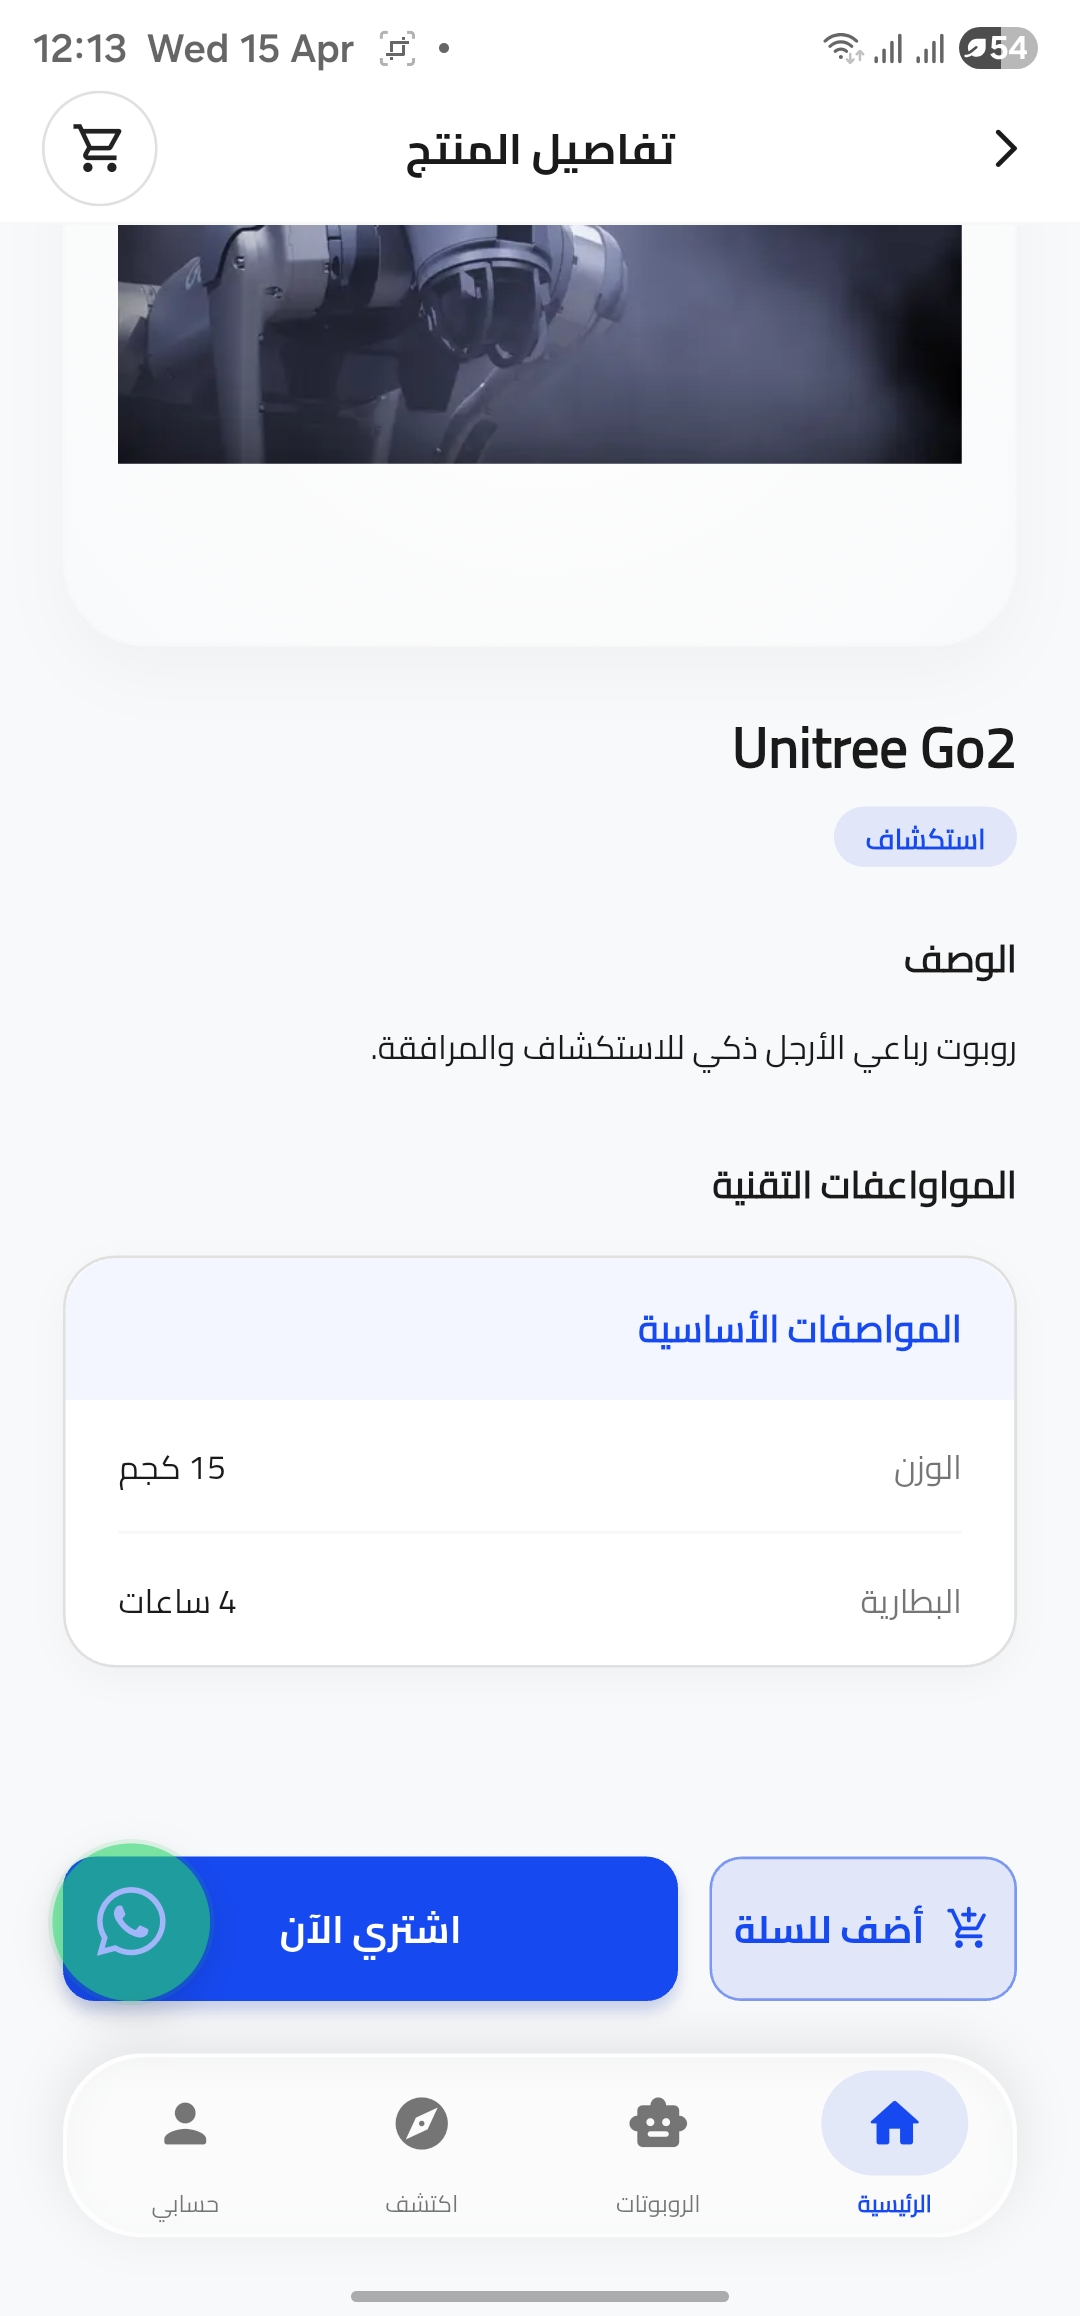 12:13 Wed 15 Apr 54
تفاصيل المنتج
Unitree Go2
استكشاف
الوصف
روبوت رباعي الأرجل ذكي للاستكشاف والمرافقة.
المواواعفات التقنية
المواصفات الأساسية
الوزن 15 كجم
البطارية 4 ساعات
أضف للسلة اشتري الآن
الرئيسية الروبوتات اكتشف حسابي